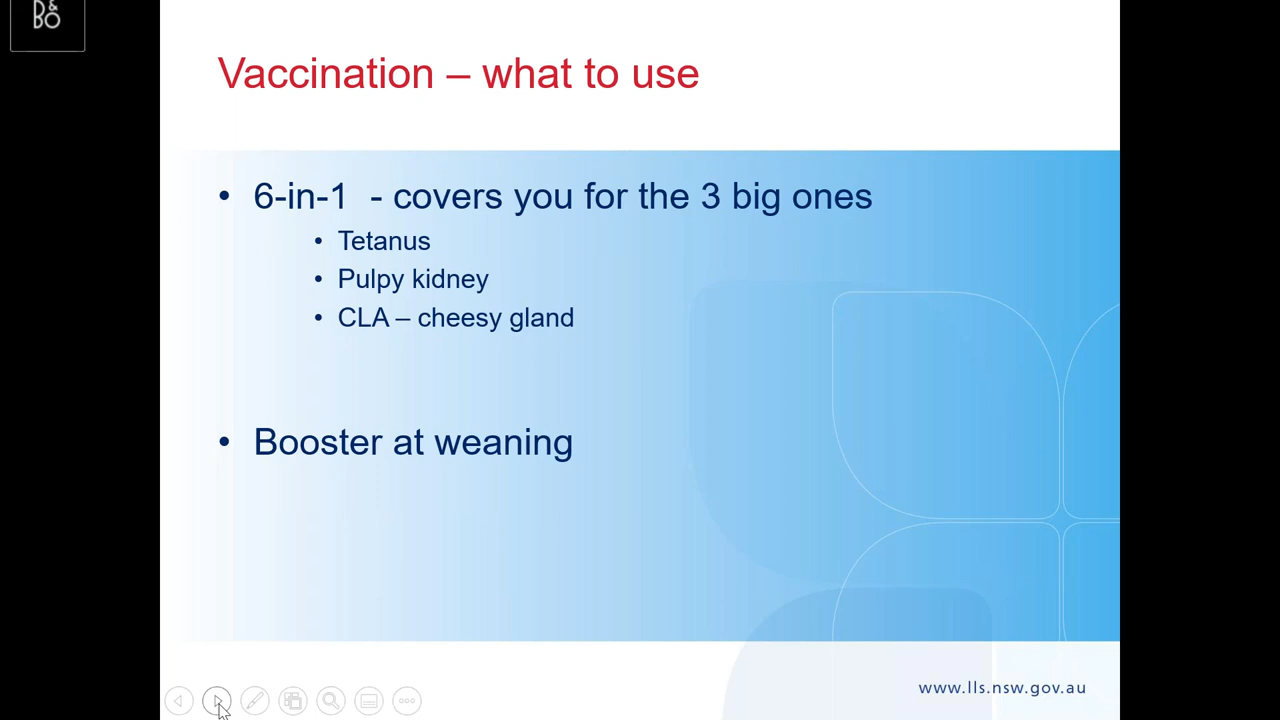 B&
BO
Vaccination – what to use
• 6-in-1 - covers you for the 3 big ones
• Tetanus
• Pulpy kidney
• CLA – cheesy gland
• Booster at weaning
www.lls.nsw.gov.au